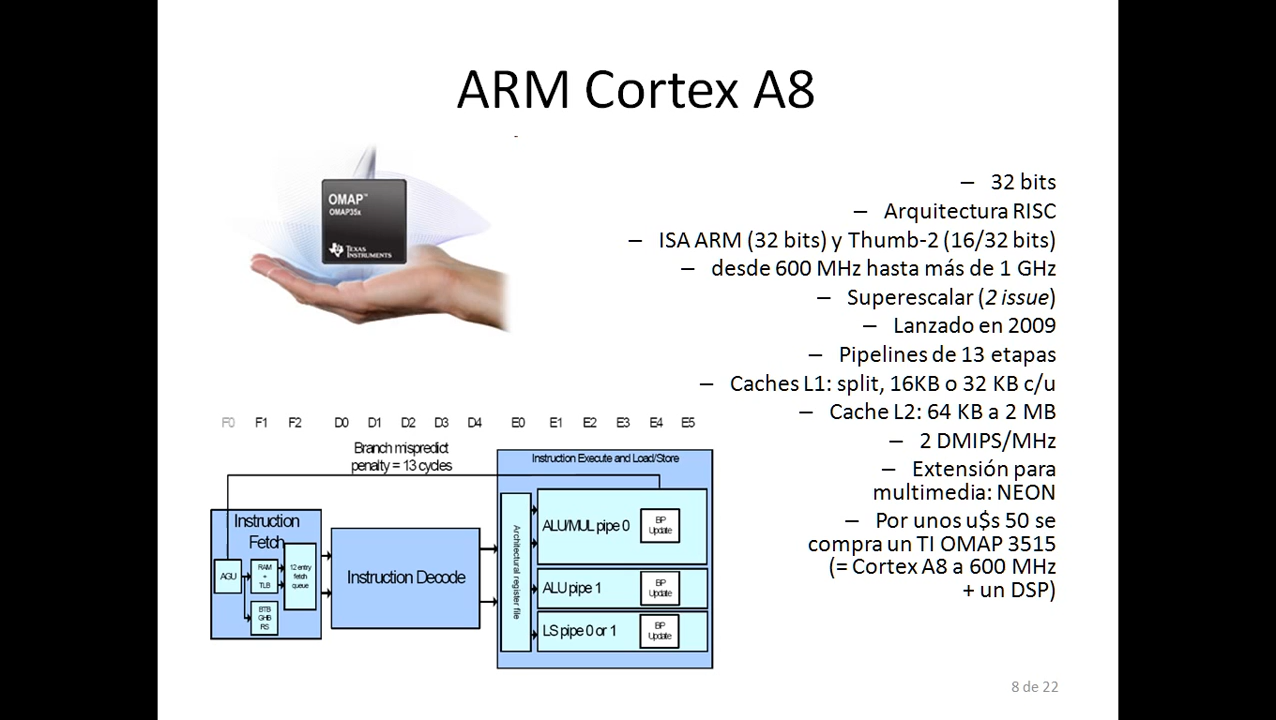 ARM Cortex A8
-
OMAP™
OMAP35x
TEXAS
INSTRUMENTS
– 32 bits
– Arquitectura RISC
– ISA ARM (32 bits) y Thumb-2 (16/32 bits)
– desde 600 MHz hasta más de 1 GHz
– Superescalar (2 issue)
– Lanzado en 2009
– Pipelines de 13 etapas
– Caches L1: split, 16KB o 32 KB c/u
– Cache L2: 64 KB a 2 MB
– 2 DMIPS/MHz
– Extensión para
multimedia: NEON
– Por unos u$s 50 se
compra un TI OMAP 3515
(= Cortex A8 a 600 MHz
+ un DSP)
F0 F1 F2 D0 D1 D2 D3 D4 E0 E1 E2 E3 E4 E5
Branch mispredict
penalty = 13 cycles
Instruction Execute and Load/Store
Instruction
Fetch
AGU
RAM
+
TLB
12 entry
fetch
queue
BTB
GHB
RS
Instruction Decode
Architectural register file
ALU/MUL pipe 0
BP
Update
ALU pipe 1
BP
Update
LS pipe 0 or 1
BP
Update
8 de 22